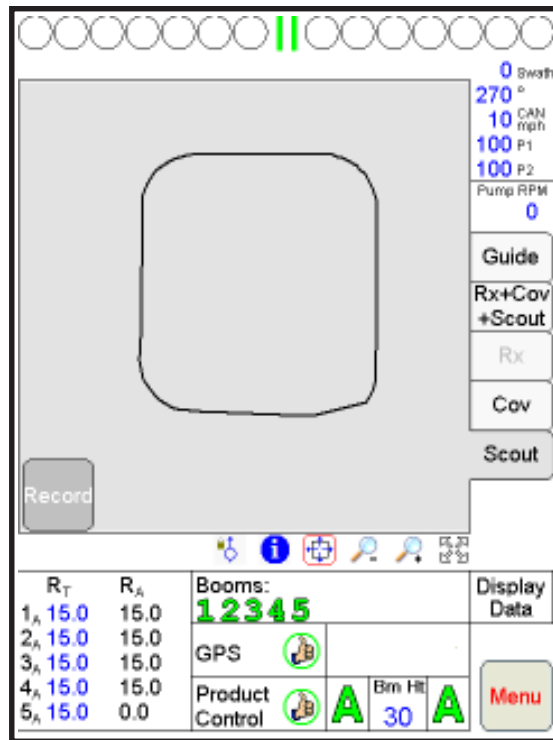 0 Swath
270 °
10 CAN mph
100 P1
100 P2
Pump RPM
0
Guide
Rx+Cov
+Scout
Rx
Cov
Scout
Record
RT RA
1A 15.0 15.0
2A 15.0 15.0
3A 15.0 15.0
4A 15.0 15.0
5A 15.0 0.0
Booms:
12345
GPS
Product
Control
A
Bm Ht
30
A
Display
Data
Menu